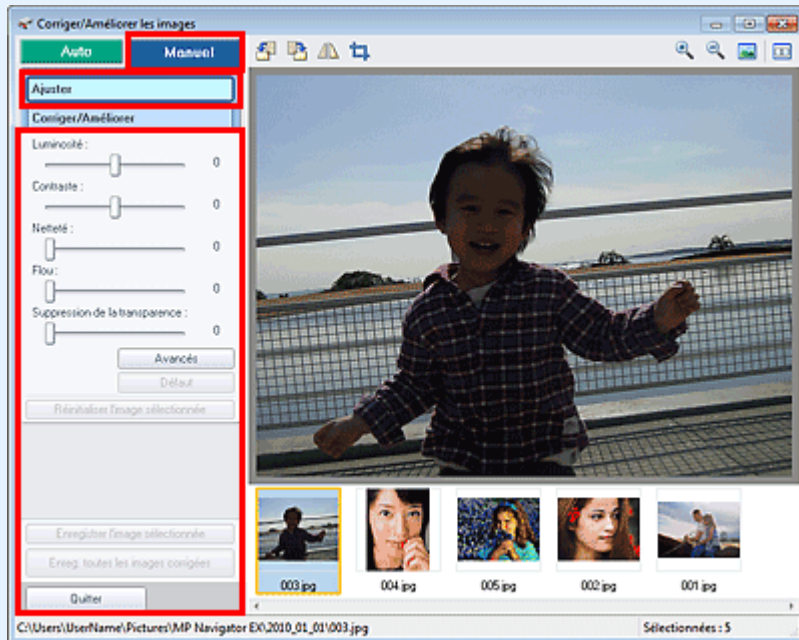 Corriger/Améliorer les images
Auto
Manuel
Ajuster
Corriger/Améliorer
Luminosité :
0
Contraste :
0
Netteté :
0
Flou :
0
Suppression de la transparence :
0
Avancés
Défaut
Réinitialiser l'image sélectionnée
Enregistrer l'image sélectionnée
Enreg. toutes les images corrigées
Quitter
003.jpg
004.jpg
005.jpg
002.jpg
001.jpg
C:\Users\UserName\Pictures\MP Navigator EX\2010_01_01\003.jpg
Sélectionnées : 5